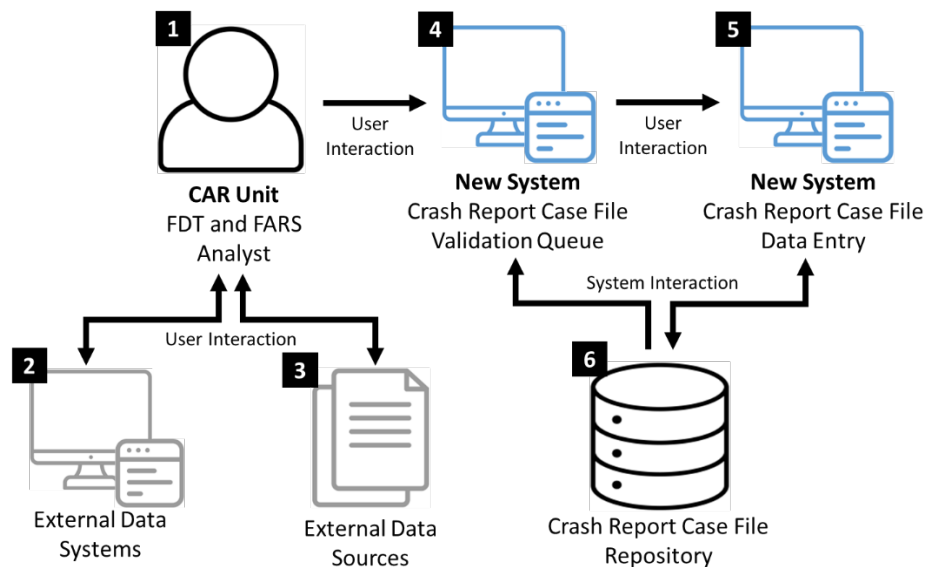 1
CAR Unit
FDT and FARS
Analyst
User
Interaction
4
New System
Crash Report Case File
Validation Queue
User
Interaction
5
New System
Crash Report Case File
Data Entry
User Interaction
System Interaction
2
External Data
Systems
3
External Data
Sources
6
Crash Report Case File
Repository